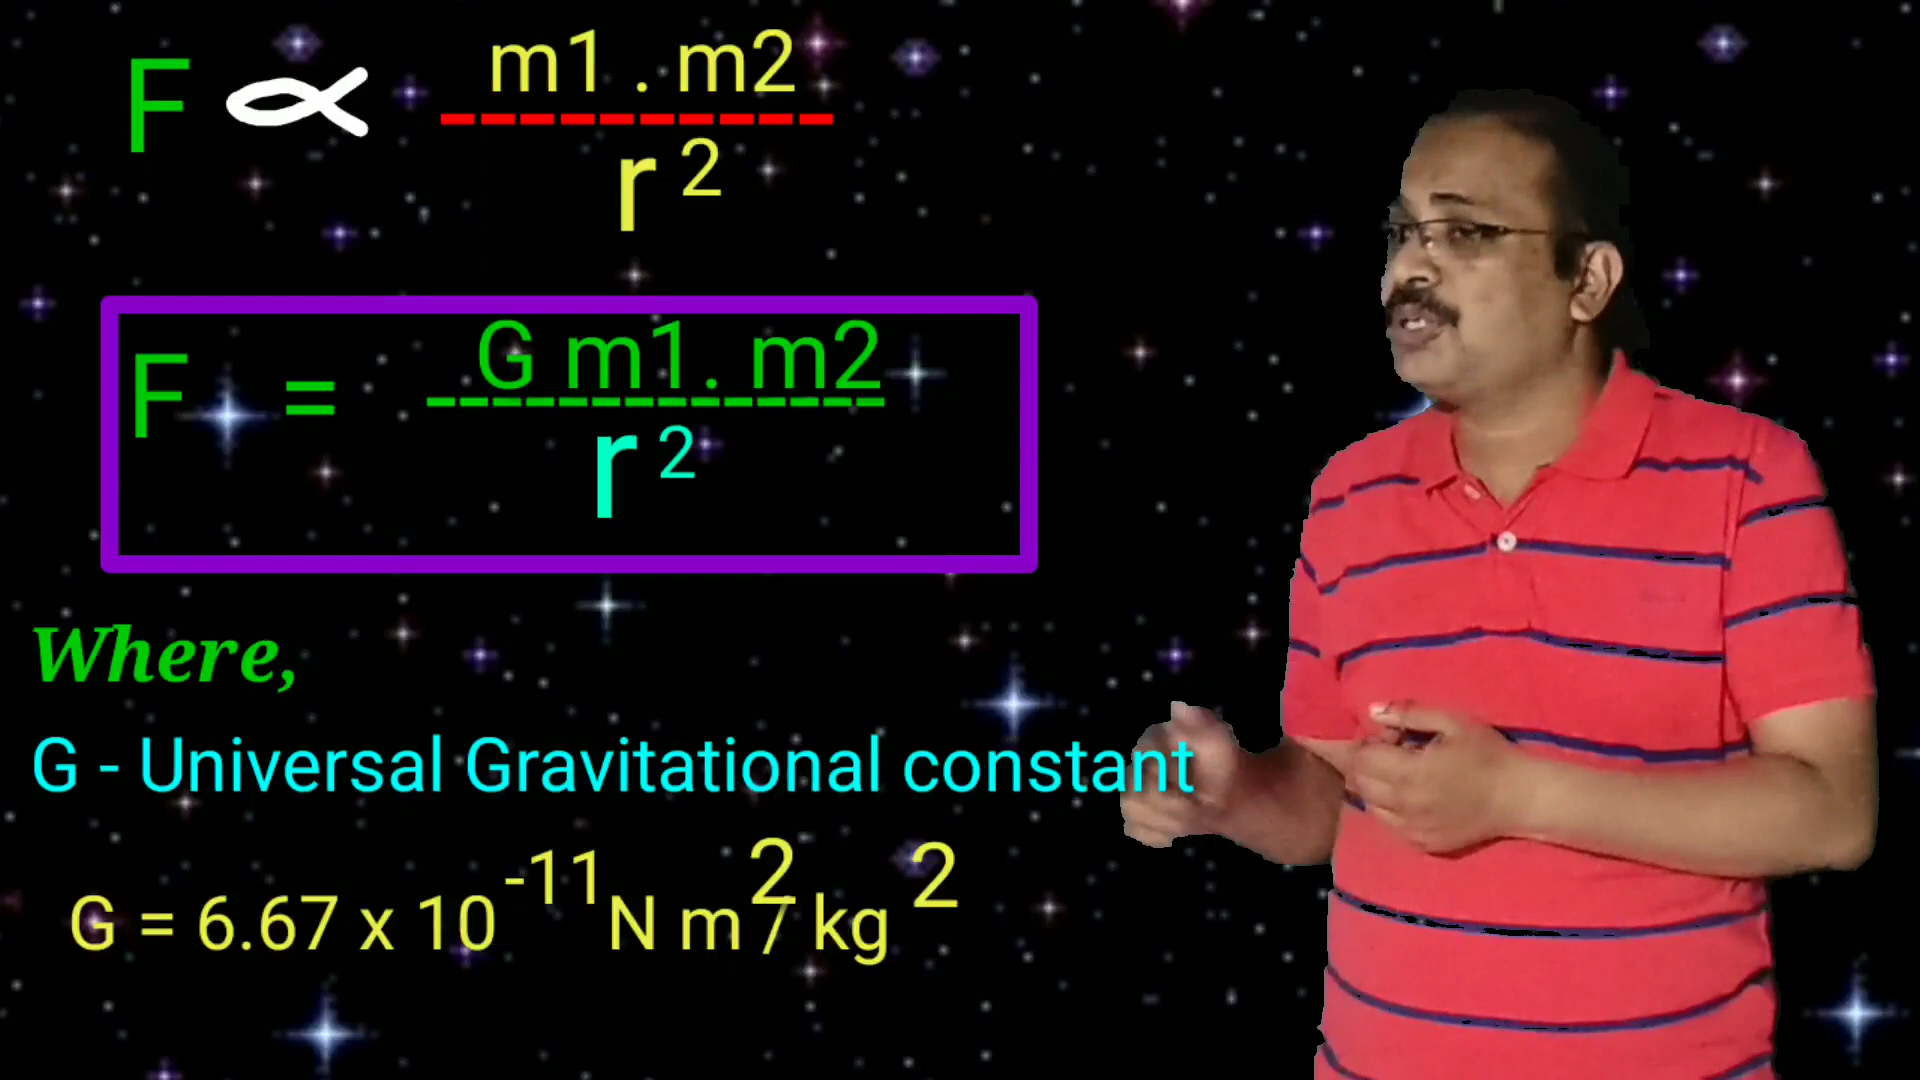 F ∝ m1 . m2
----------
r 2
F = G m1. m2
--------------
r 2
Where,
G - Universal Gravitational constant
G = 6.67 x 10 -11 N m 2 / kg 2